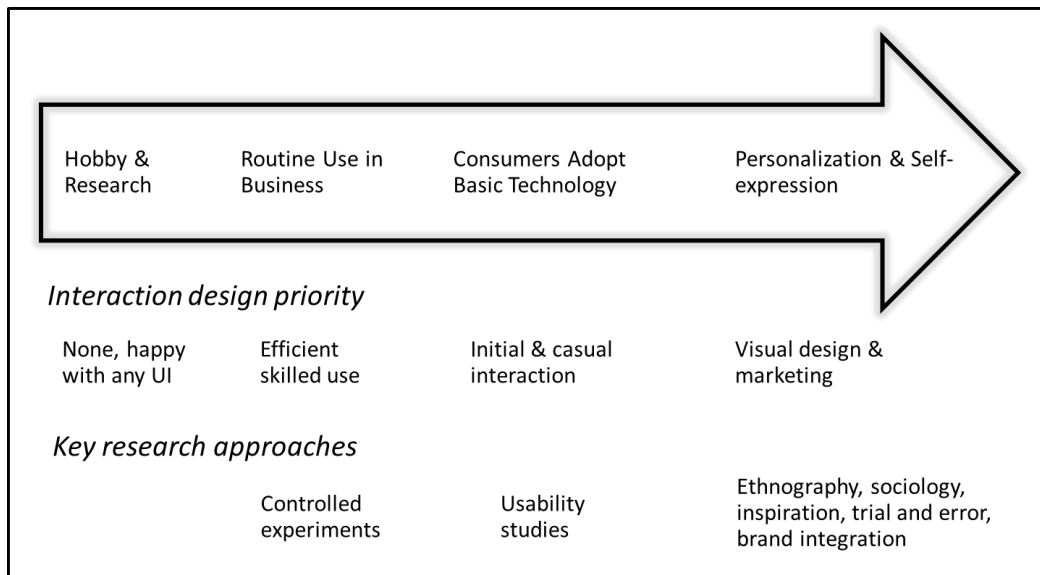 Hobby &
Research
Routine Use in
Business
Consumers Adopt
Basic Technology
Personalization & Self-
expression
Interaction design priority
None, happy
with any UI
Efficient
skilled use
Initial & casual
interaction
Visual design &
marketing
Key research approaches
Controlled
experiments
Usability
studies
Ethnography, sociology,
inspiration, trial and error,
brand integration